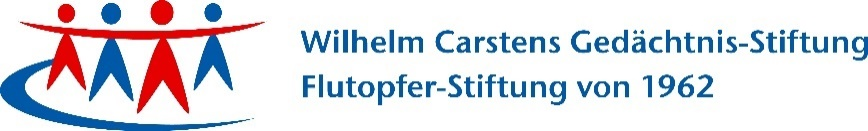 Wilhelm Carstens Gedächtnis-Stiftung
Flutopfer-Stiftung von 1962